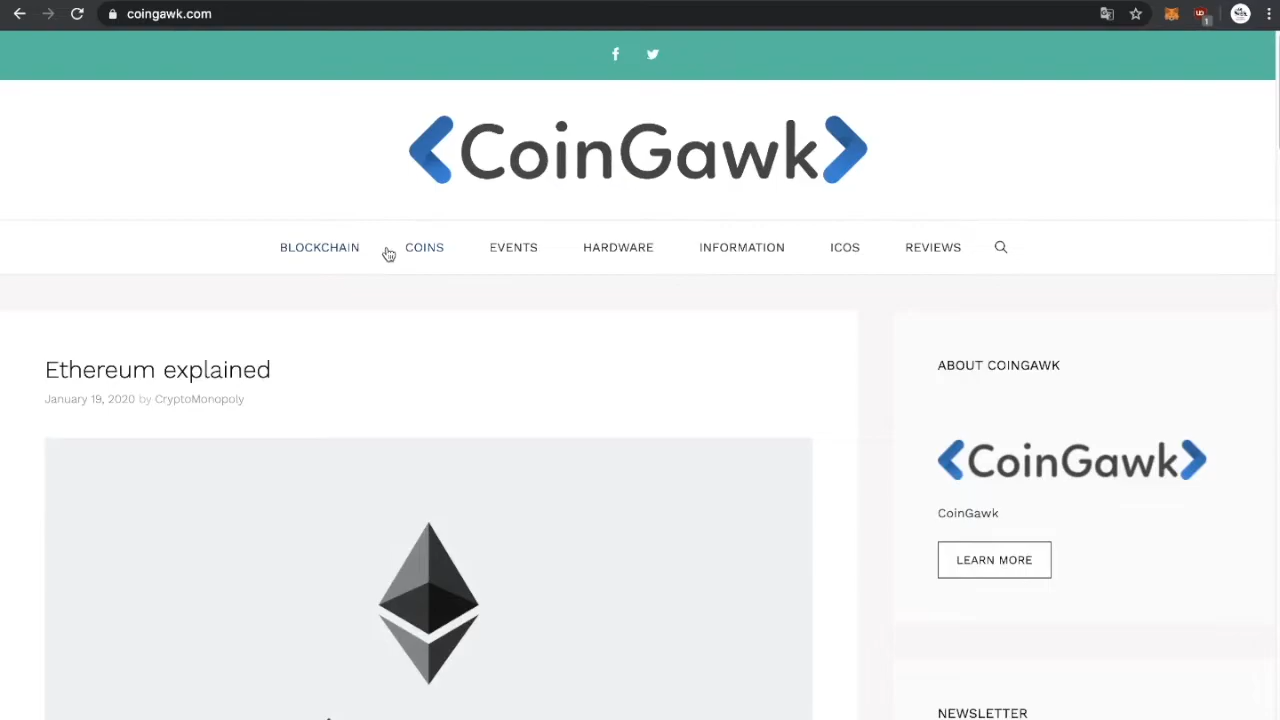 coingawk.com
1
CoinGawk
BLOCKCHAIN COINS EVENTS HARDWARE INFORMATION ICOS REVIEWS
Ethereum explained
January 19, 2020 by CryptoMonopoly
ABOUT COINGAWK
CoinGawk
CoinGawk
LEARN MORE
NEWSLETTER